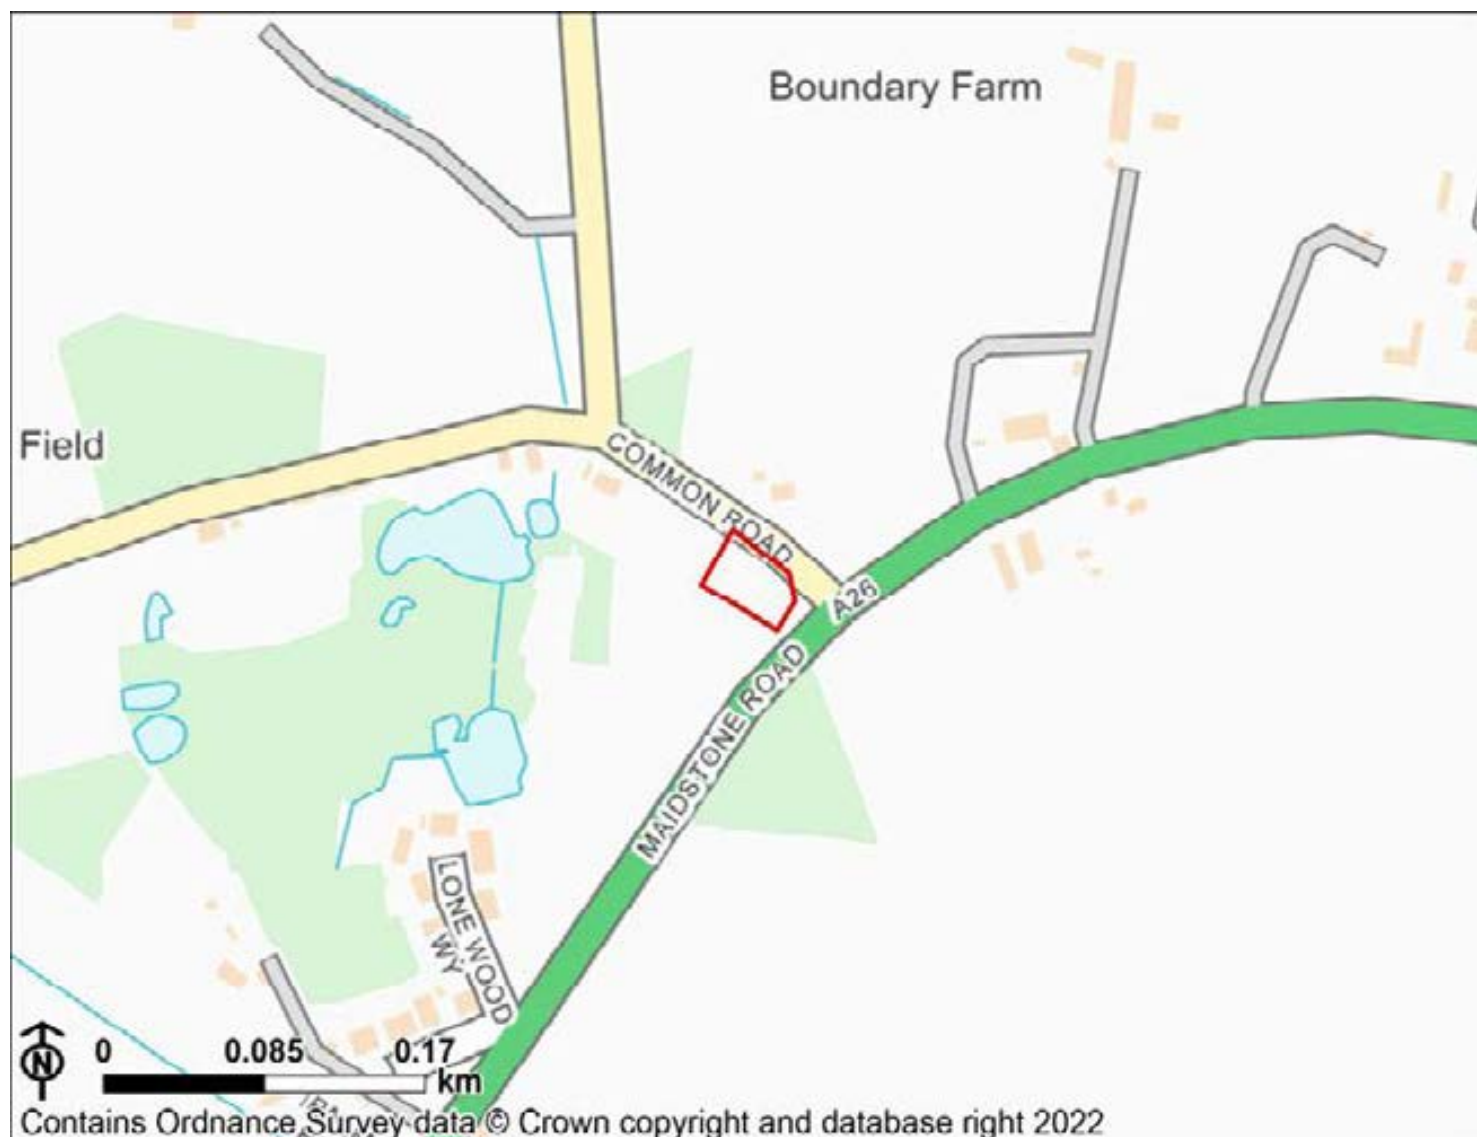 Boundary Farm
Field
COMMON ROAD
A26
MAIDSTONE ROAD
LONE WOOD
WY
N
0 0.085 0.17
km
Contains Ordnance Survey data © Crown copyright and database right 2022